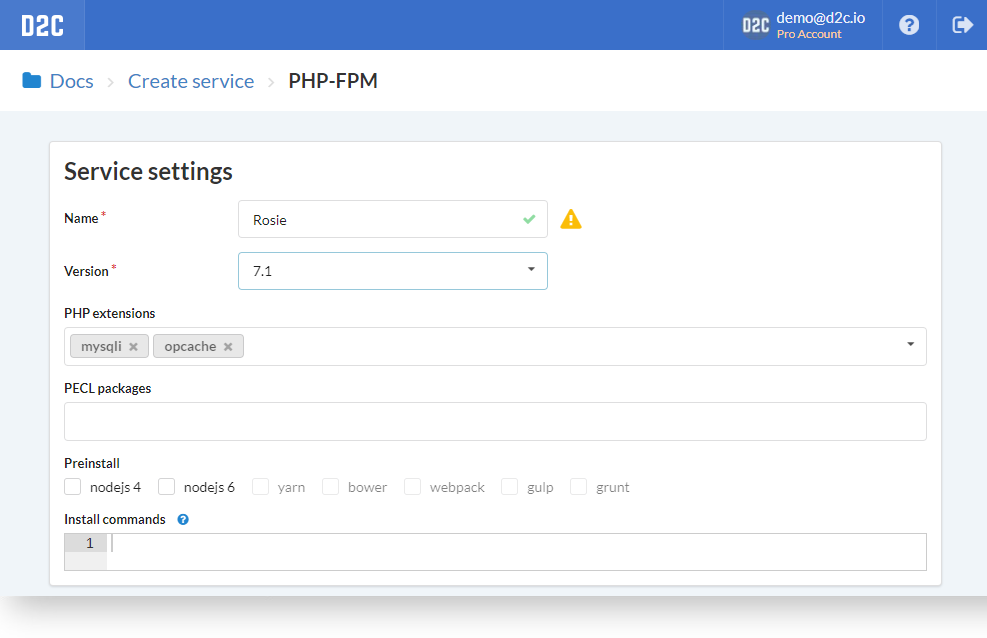 D2C
D2C demo@d2c.io
Pro Account
Docs Create service PHP-FPM
Service settings
Name*
Rosie
Version*
7.1
PHP extensions
mysqli opcache
PECL packages
Preinstall
nodejs 4 nodejs 6 yarn bower webpack gulp grunt
Install commands
1